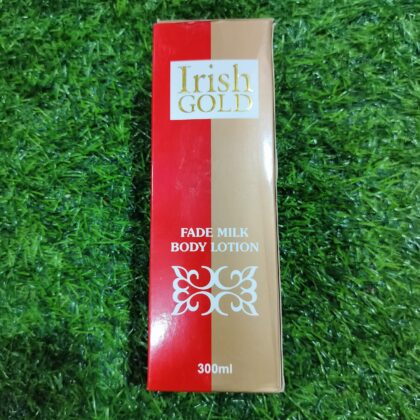 Irish
GOLD
FADE MILK
BODY LOTION
300ml